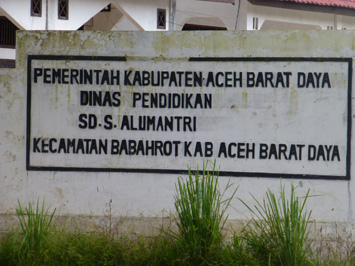 PEMERINTAH KABUPATEN ACEH BARAT DAYA
DINAS PENDIDIKAN
SD.S. ALUMANTRI
KECAMATAN BABAHROT KAB ACEH BARAT DAYA